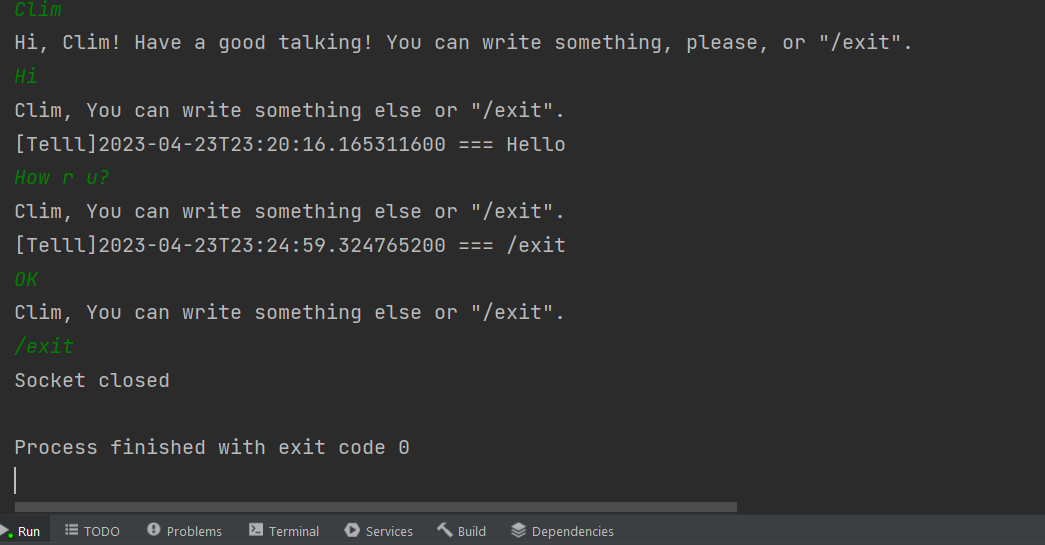 Clim
Hi, Clim! Have a good talking! You can write something, please, or "/exit".
Hi
Clim, You can write something else or "/exit".
[Telll]2023-04-23T23:20:16.165311600 === Hello
How r u?
Clim, You can write something else or "/exit".
[Telll]2023-04-23T23:24:59.324765200 === /exit
OK
Clim, You can write something else or "/exit".
/exit
Socket closed
Process finished with exit code 0
Run TODO Problems Terminal Services Build Dependencies